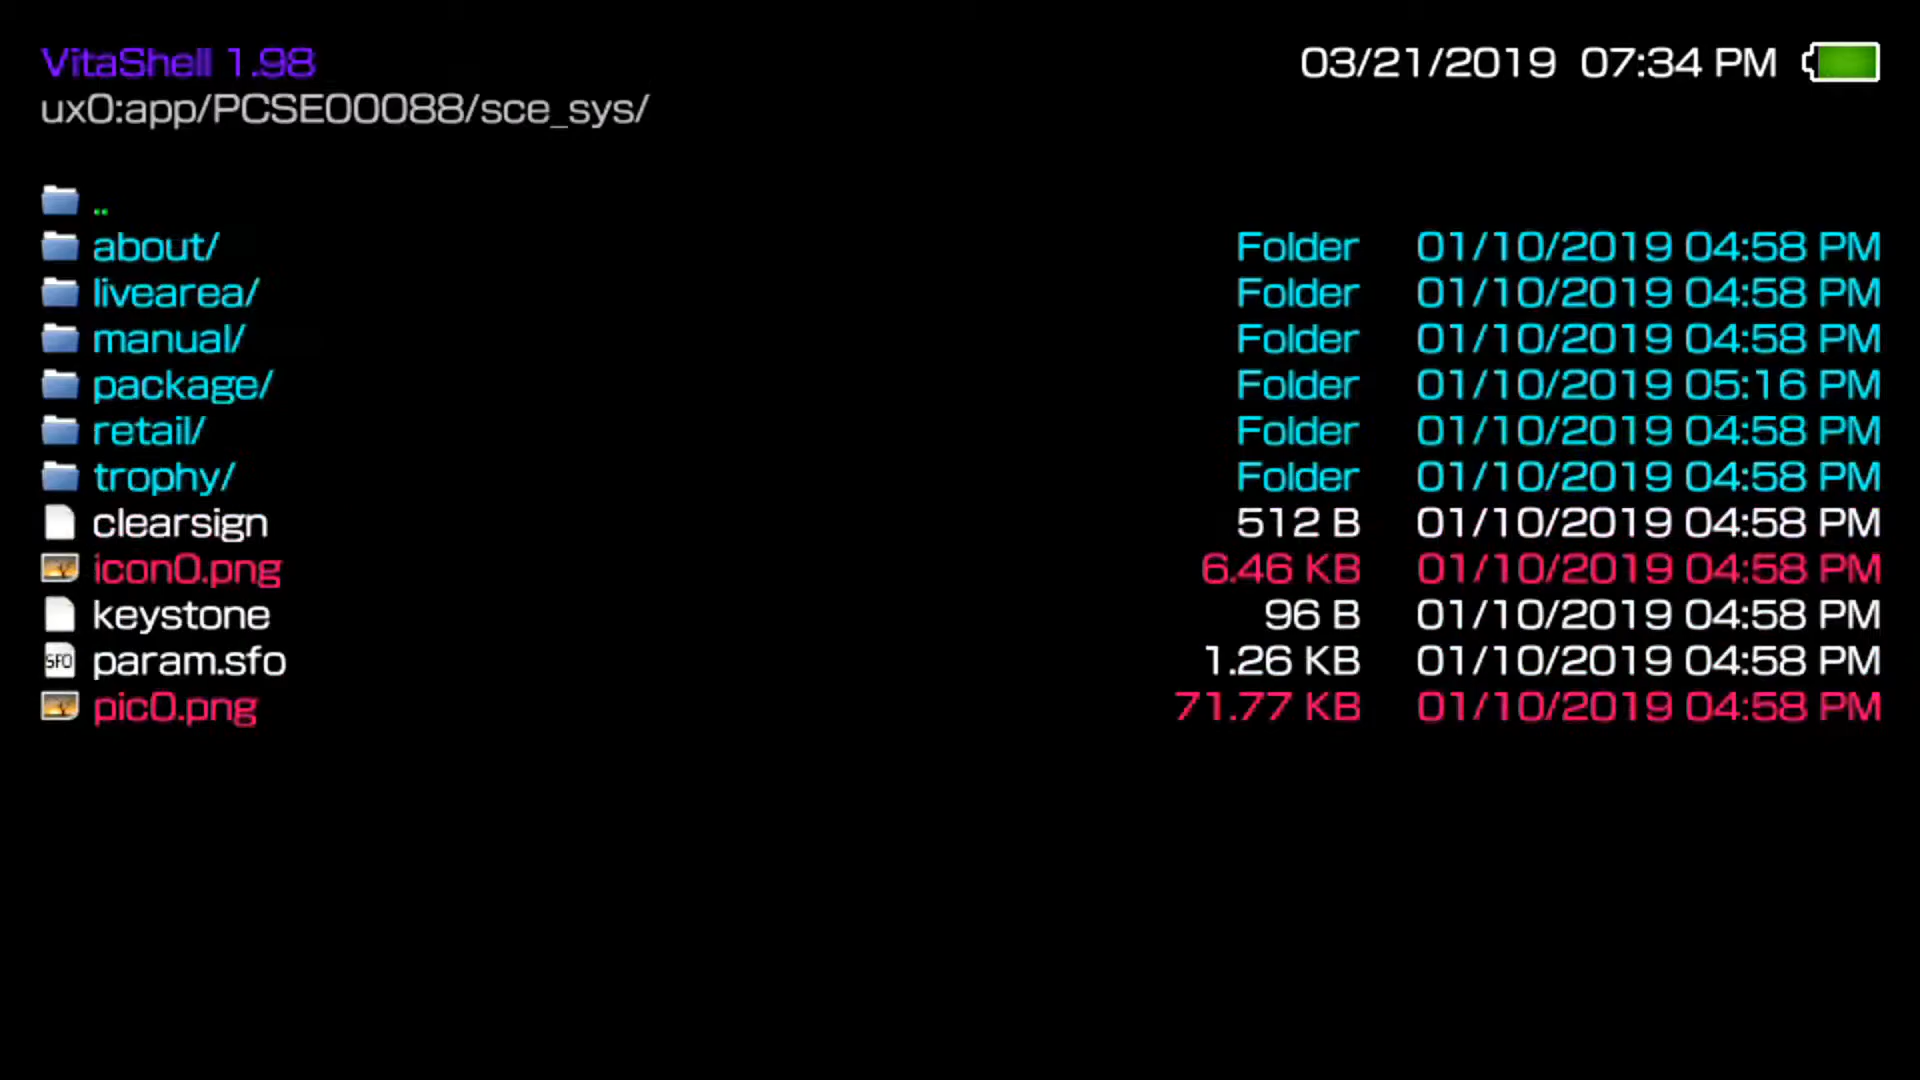 VitaShell 1.98 03/21/2019 07:34 PM
ux0:app/PCSE00088/sce_sys/
..
about/ Folder 01/10/2019 04:58 PM
livearea/ Folder 01/10/2019 04:58 PM
manual/ Folder 01/10/2019 04:58 PM
package/ Folder 01/10/2019 05:16 PM
retail/ Folder 01/10/2019 04:58 PM
trophy/ Folder 01/10/2019 04:58 PM
clearsign 512 B 01/10/2019 04:58 PM
icon0.png 6.46 KB 01/10/2019 04:58 PM
keystone 96 B 01/10/2019 04:58 PM
SFO param.sfo 1.26 KB 01/10/2019 04:58 PM
pic0.png 71.77 KB 01/10/2019 04:58 PM